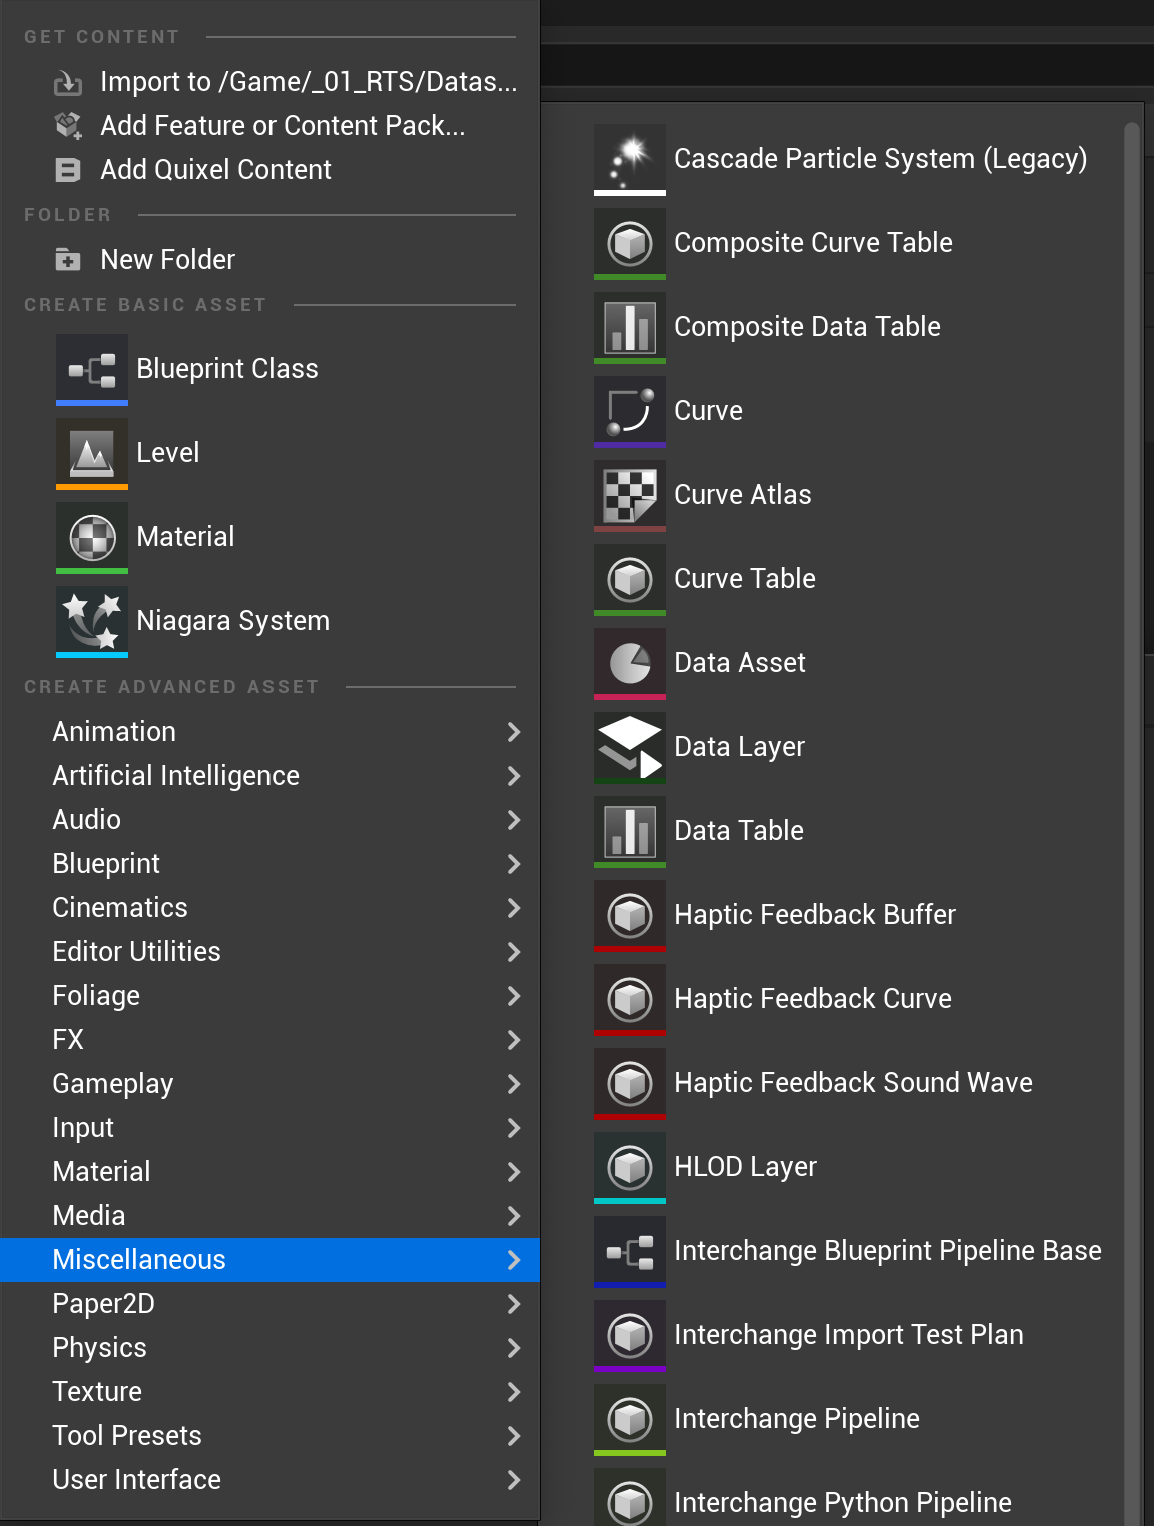 GET CONTENT
Import to /Game/_01_RTS/Datas...
Add Feature or Content Pack...
Add Quixel Content
FOLDER
New Folder
CREATE BASIC ASSET
Blueprint Class
Level
Material
Niagara System
CREATE ADVANCED ASSET
Animation
Artificial Intelligence
Audio
Blueprint
Cinematics
Editor Utilities
Foliage
FX
Gameplay
Input
Material
Media
Miscellaneous
Paper2D
Physics
Texture
Tool Presets
User Interface
Cascade Particle System (Legacy)
Composite Curve Table
Composite Data Table
Curve
Curve Atlas
Curve Table
Data Asset
Data Layer
Data Table
Haptic Feedback Buffer
Haptic Feedback Curve
Haptic Feedback Sound Wave
HLOD Layer
Interchange Blueprint Pipeline Base
Interchange Import Test Plan
Interchange Pipeline
Interchange Python Pipeline